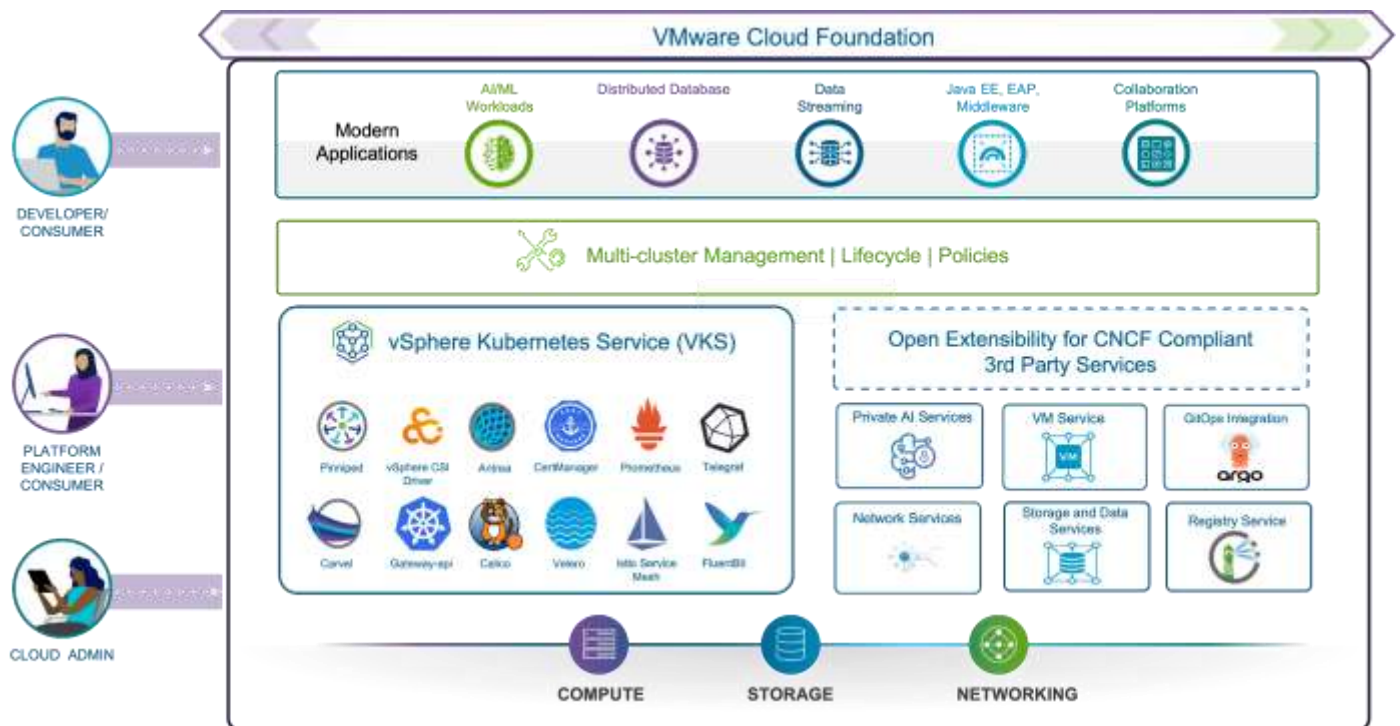 VMware Cloud Foundation
AI/ML
Workloads
Distributed Database
Data
Streaming
Java EE, EAP,
Middleware
Collaboration
Platforms
Modern
Applications
DEVELOPER/
CONSUMER
Multi-cluster Management | Lifecycle | Policies
vSphere Kubernetes Service (VKS)
Open Extensibility for CNCF Compliant
3rd Party Services
PLATFORM
ENGINEER /
CONSUMER
Pinniped
vSphere CSI
Driver
Antrea
CertManager
Prometheus
Telegraf
Private AI Services
VM Service
VM
GitOps Integration
argo
Carvel
Gateway-api
Calico
Velero
Istio Service
Mesh
FluentBit
Network Services
Storage and Data
Services
Registry Service
CLOUD ADMIN
COMPUTE
STORAGE
NETWORKING